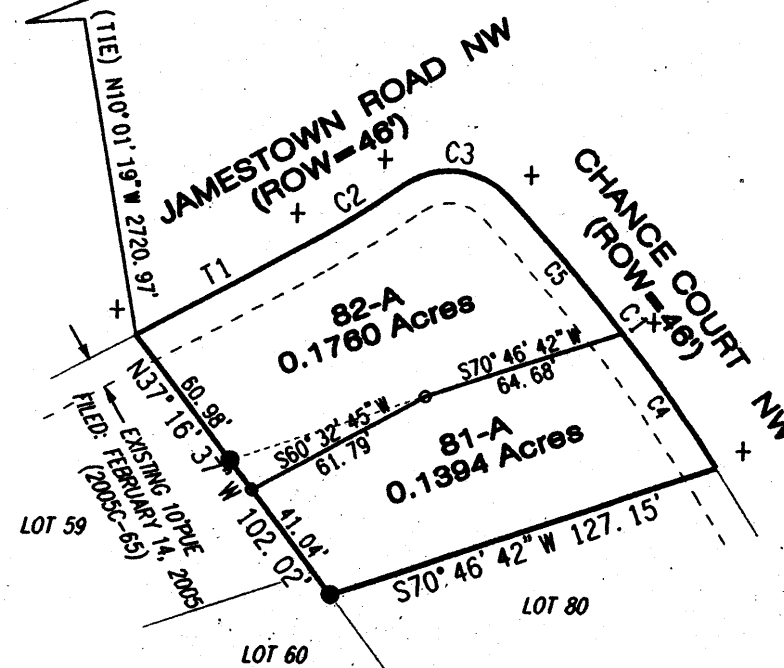 (TIE) N10° 01' 19" W 2720.97'
JAMESTOWN ROAD NW
(ROW=46')
C3
C2
T1
CHANCE COURT NW
(ROW=46')
C5
C1
C4
82-A
0.1760 Acres
S70° 46' 42" W
64.68'
S60° 32' 45" W
61.79'
81-A
0.1394 Acres
60.98'
N37° 16' 37" W 102.02'
41.04'
S70° 46' 42" W 127.15'
EXISTING 10'PUE
FILED: FEBRUARY 14, 2005
(2005C-65)
LOT 59
LOT 80
LOT 60